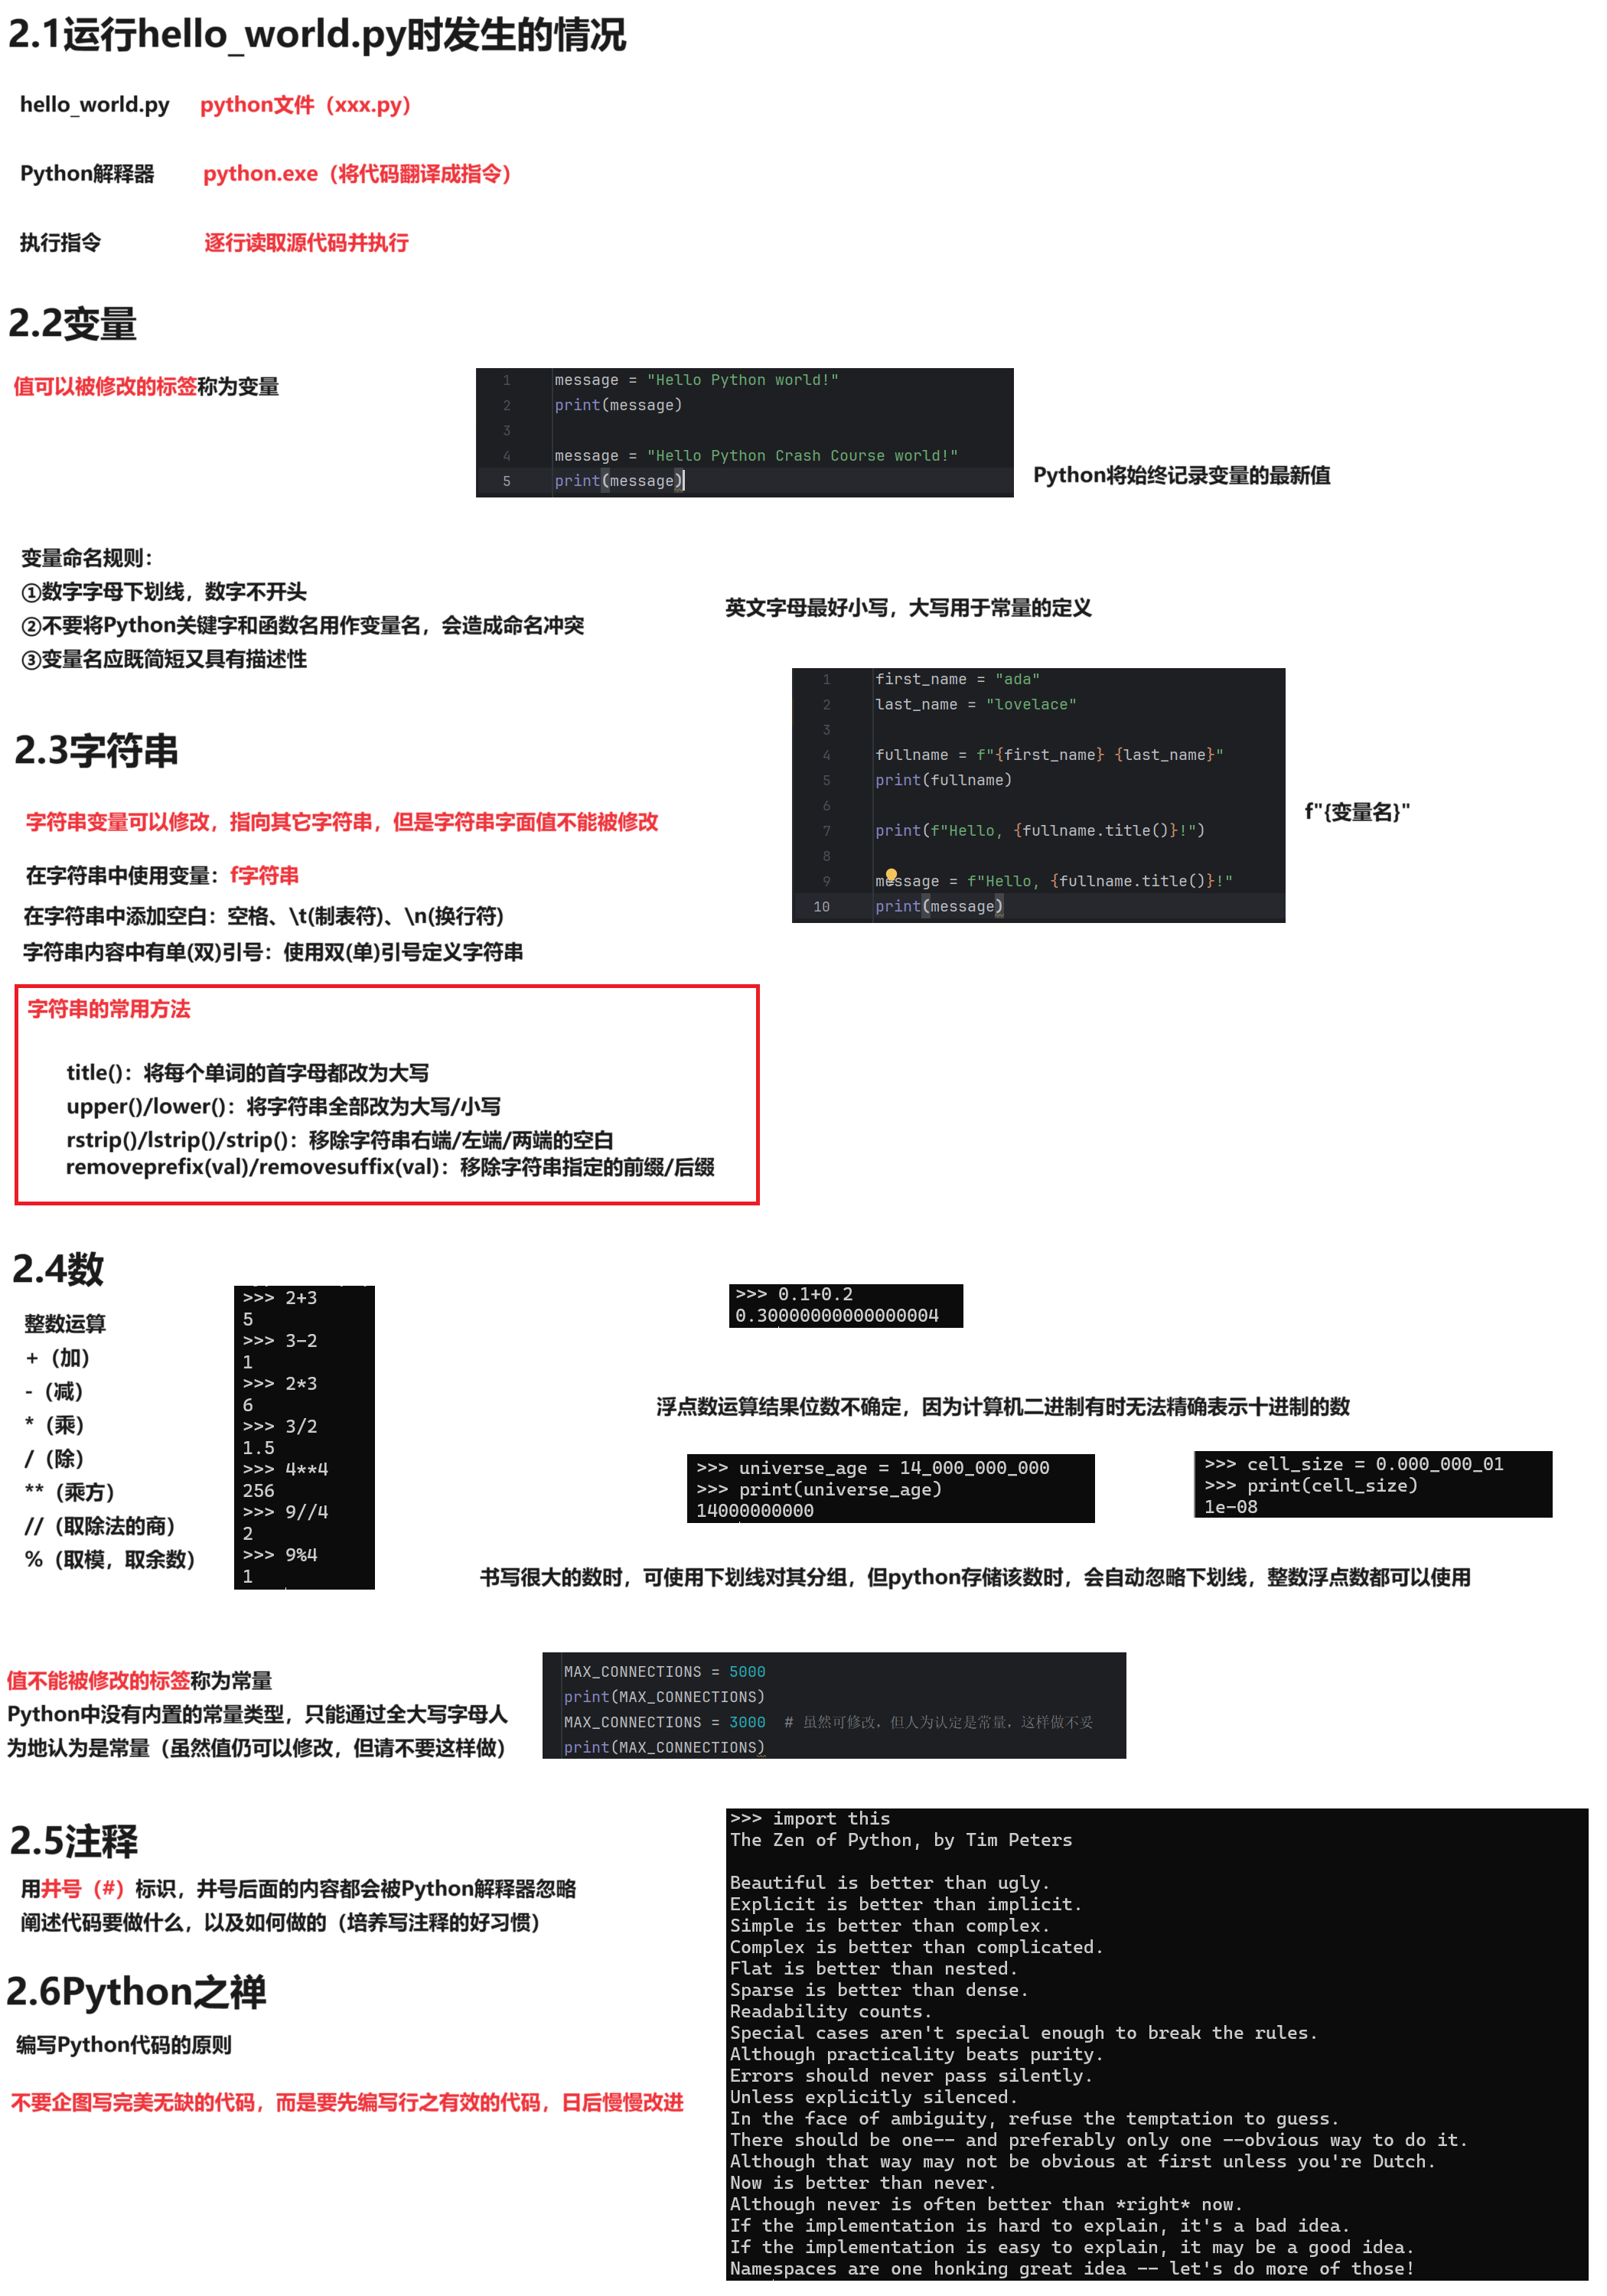 2.1运行hello_world.py时发生的情况
hello_world.py python文件（xxx.py）
Python解释器 python.exe（将代码翻译成指令）
执行指令 逐行读取源代码并执行
2.2变量
值可以被修改的标签称为变量
1 message = "Hello Python world!"
2 print(message)
3
4 message = "Hello Python Crash Course world!"
5 print(message)
Python将始终记录变量的最新值
变量命名规则：
①数字字母下划线，数字不开头
②不要将Python关键字和函数名用作变量名，会造成命名冲突
③变量名应既简短又具有描述性
英文字母最好小写，大写用于常量的定义
1 first_name = "ada"
2 last_name = "lovelace"
3
4 fullname = f"{first_name} {last_name}"
5 print(fullname)
6
7 print(f"Hello, {fullname.title()}!")
8
9 message = f"Hello, {fullname.title()}!"
10 print(message)
f"{变量名}"
2.3字符串
字符串变量可以修改，指向其它字符串，但是字符串字面值不能被修改
在字符串中使用变量：f字符串
在字符串中添加空白：空格、\t(制表符)、\n(换行符)
字符串内容中有单(双)引号：使用双(单)引号定义字符串
字符串的常用方法
title()：将每个单词的首字母都改为大写
upper()/lower()：将字符串全部改为大写/小写
rstrip()/lstrip()/strip()：移除字符串右端/左端/两端的空白
removeprefix(val)/removesuffix(val)：移除字符串指定的前缀/后缀
2.4数
整数运算
+（加）
-（减）
*（乘）
/（除）
**（乘方）
//（取除法的商）
%（取模，取余数）
>>> 2+3
5
>>> 3-2
1
>>> 2*3
6
>>> 3/2
1.5
>>> 4**4
256
>>> 9//4
2
>>> 9%4
1
>>> 0.1+0.2
0.30000000000000004
浮点数运算结果位数不确定，因为计算机二进制有时无法精确表示十进制的数
>>> universe_age = 14_000_000_000
>>> print(universe_age)
14000000000
>>> cell_size = 0.000_000_01
>>> print(cell_size)
1e-08
书写很大的数时，可使用下划线对其分组，但python存储该数时，会自动忽略下划线，整数浮点数都可以使用
值不能被修改的标签称为常量
Python中没有内置的常量类型，只能通过全大写字母人
为地认为是常量（虽然值仍可以修改，但请不要这样做）
MAX_CONNECTIONS = 5000
print(MAX_CONNECTIONS)
MAX_CONNECTIONS = 3000 # 虽然可修改，但人为认定是常量，这样做不妥
print(MAX_CONNECTIONS)
2.5注释
用井号（#）标识，井号后面的内容都会被Python解释器忽略
阐述代码要做什么，以及如何做的（培养写注释的好习惯）
2.6Python之禅
编写Python代码的原则
不要企图写完美无缺的代码，而是要先编写行之有效的代码，日后慢慢改进
>>> import this
The Zen of Python, by Tim Peters
Beautiful is better than ugly.
Explicit is better than implicit.
Simple is better than complex.
Complex is better than complicated.
Flat is better than nested.
Sparse is better than dense.
Readability counts.
Special cases aren't special enough to break the rules.
Although practicality beats purity.
Errors should never pass silently.
Unless explicitly silenced.
In the face of ambiguity, refuse the temptation to guess.
There should be one-- and preferably only one --obvious way to do it.
Although that way may not be obvious at first unless you're Dutch.
Now is better than never.
Although never is often better than *right* now.
If the implementation is hard to explain, it's a bad idea.
If the implementation is easy to explain, it may be a good idea.
Namespaces are one honking great idea -- let's do more of those!